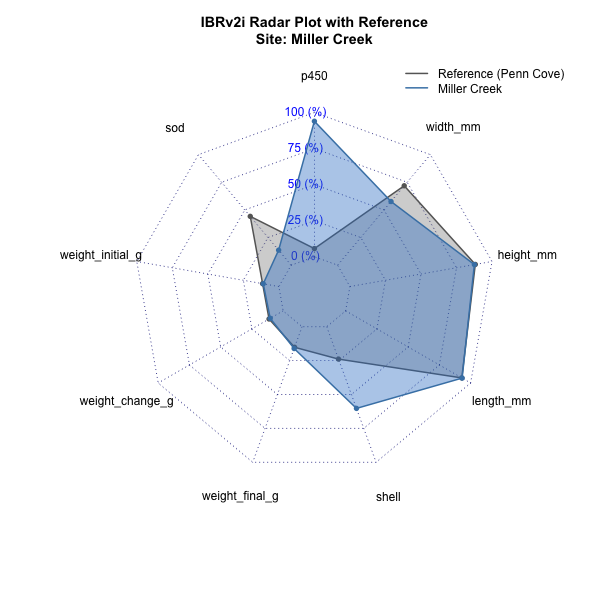 IBRv2i Radar Plot with Reference
Site: Miller Creek
Reference (Penn Cove)
Miller Creek
p450
width_mm
sod
100 (%)
75 (%)
50 (%)
25 (%)
0 (%)
weight_initial_g
height_mm
weight_change_g
length_mm
weight_final_g
shell